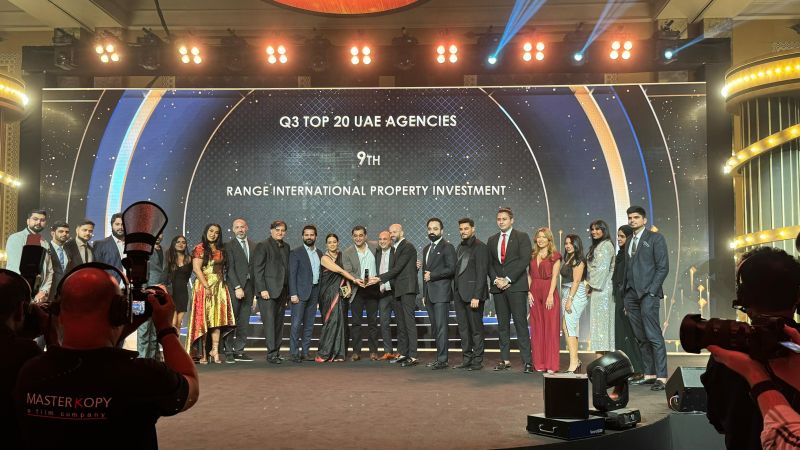 Q3 TOP 20 UAE AGENCIES
9TH
RANGE INTERNATIONAL PROPERTY INVESTMENT
MASTERKOPY
a film company